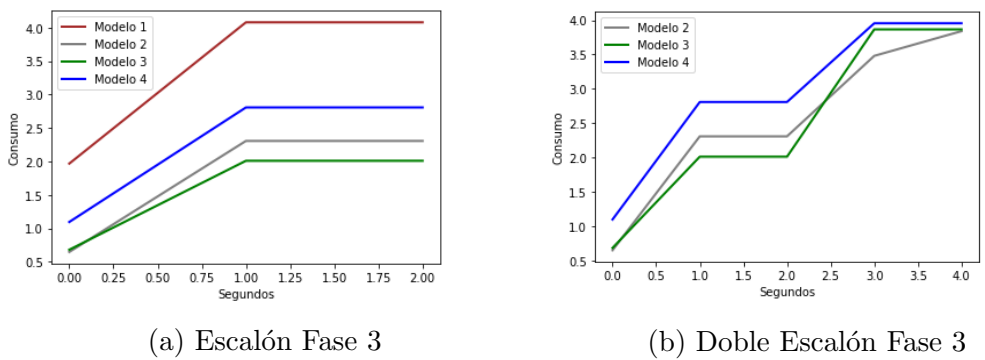 4.0
3.5
3.0
2.5
2.0
1.5
1.0
0.5
Consumo
Modelo 1
Modelo 2
Modelo 3
Modelo 4
0.00 0.25 0.50 0.75 1.00 1.25 1.50 1.75 2.00
Segundos
(a) Escalón Fase 3
4.0
3.5
3.0
2.5
2.0
1.5
1.0
0.5
Consumo
Modelo 2
Modelo 3
Modelo 4
0.0 0.5 1.0 1.5 2.0 2.5 3.0 3.5 4.0
Segundos
(b) Doble Escalón Fase 3